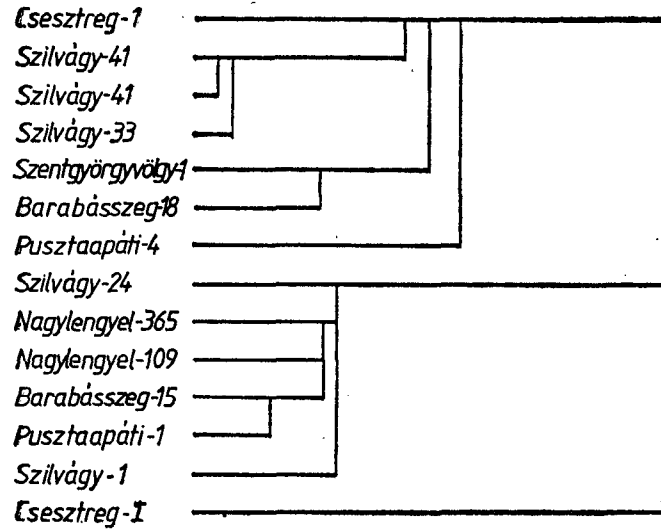 Csesztreg-1
Szilvágy-41
Szilvágy-41
Szilvágy-33
Szentgyörgyvölgy-1
Barabásszeg-18
Pusztaapáti-4
Szilvágy-24
Nagylengyel-365
Nagylengyel-109
Barabásszeg-15
Pusztaapáti-1
Szilvágy-1
Csesztreg-I